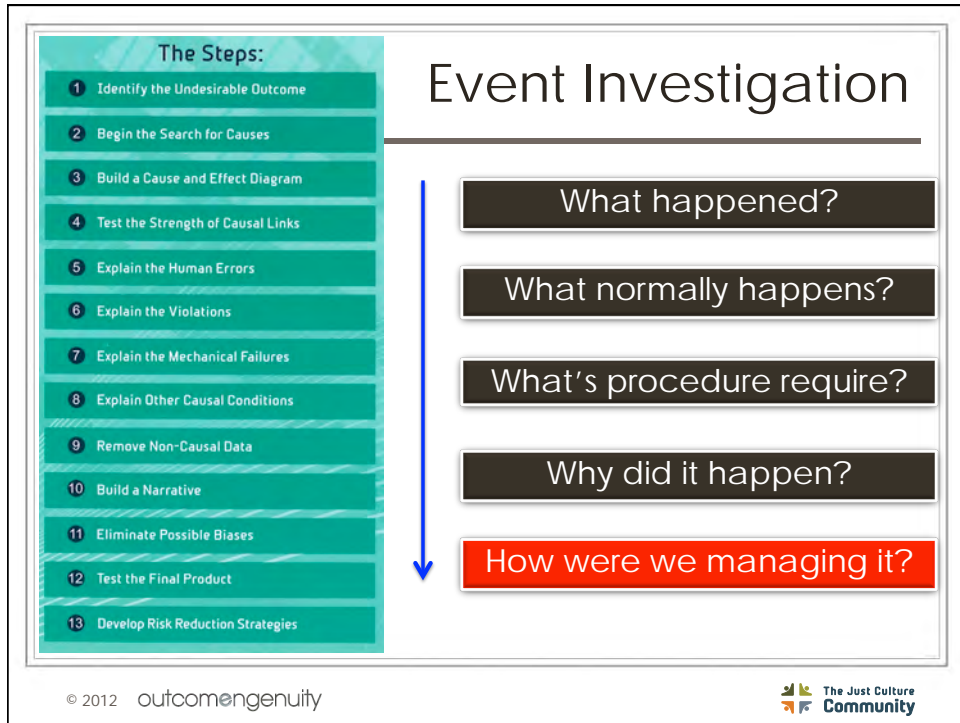 The Steps:
1 Identify the Undesirable Outcome
2 Begin the Search for Causes
3 Build a Cause and Effect Diagram
4 Test the Strength of Causal Links
5 Explain the Human Errors
6 Explain the Violations
7 Explain the Mechanical Failures
8 Explain Other Causal Conditions
9 Remove Non-Causal Data
10 Build a Narrative
11 Eliminate Possible Biases
12 Test the Final Product
13 Develop Risk Reduction Strategies
Event Investigation
What happened?
What normally happens?
What's procedure require?
Why did it happen?
How were we managing it?
© 2012 outcomengenuity
The Just Culture
Community